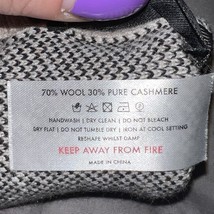 70% WOOL 30% PURE CASHMERE
HANDWASH | DRY CLEAN | DO NOT BLEACH
DRY FLAT | DO NOT TUMBLE DRY | IRON AT COOL SETTING
RESHAPE WHILST DAMP
KEEP AWAY FROM FIRE
MADE IN CHINA